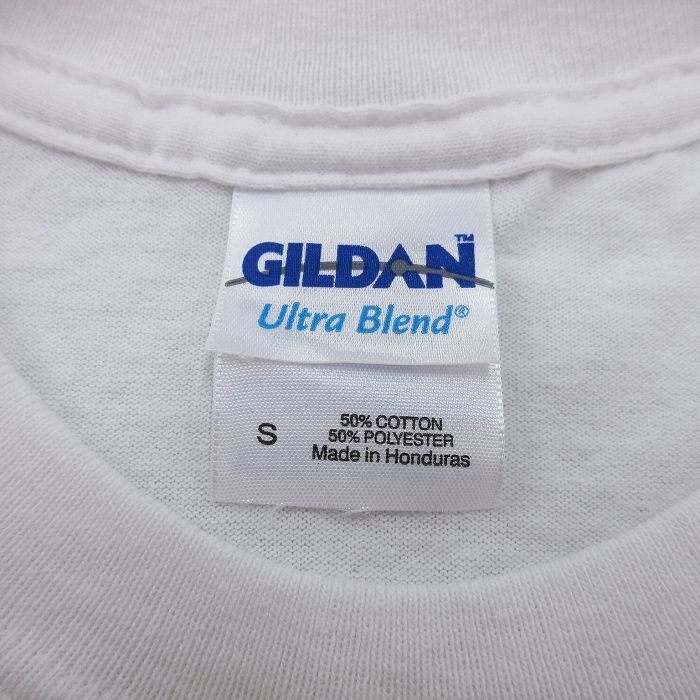 GILDAN™
Ultra Blend®
S
50% COTTON
50% POLYESTER
Made in Honduras